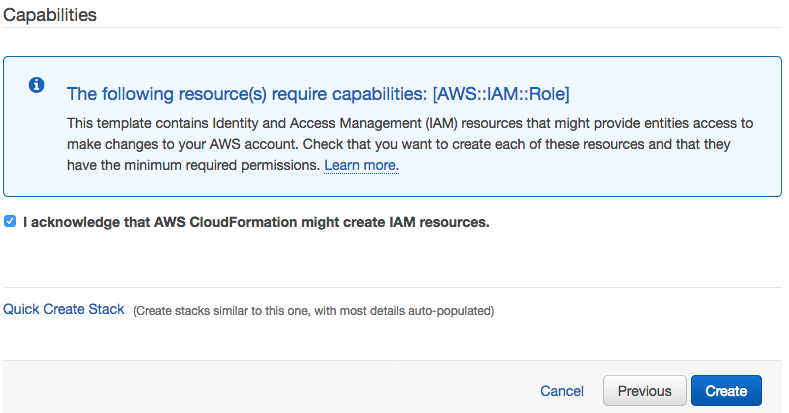 Capabilities
The following resource(s) require capabilities: [AWS::IAM::Role]
This template contains Identity and Access Management (IAM) resources that might provide entities access to
make changes to your AWS account. Check that you want to create each of these resources and that they
have the minimum required permissions. Learn more.
I acknowledge that AWS CloudFormation might create IAM resources.
Quick Create Stack (Create stacks similar to this one, with most details auto-populated)
Cancel Previous Create